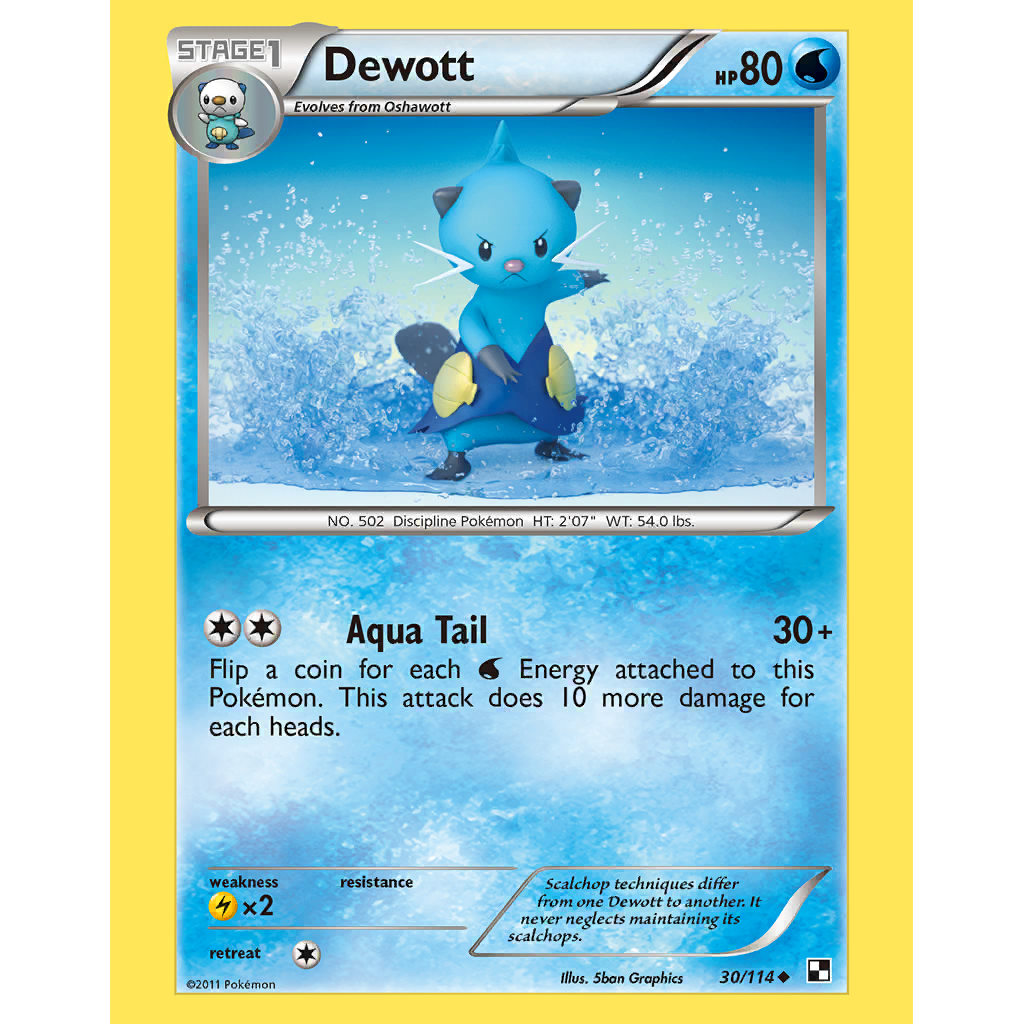 STAGE1
Dewott
HP80
Evolves from Oshawott
NO. 502 Discipline Pokémon HT: 2'07" WT: 54.0 lbs.
Aqua Tail 30+
Flip a coin for each Energy attached to this
Pokémon. This attack does 10 more damage for
each heads.
weakness resistance
×2
retreat
Scalchop techniques differ
from one Dewott to another. It
never neglects maintaining its
scalchops.
Illus. 5ban Graphics 30/114
©2011 Pokémon